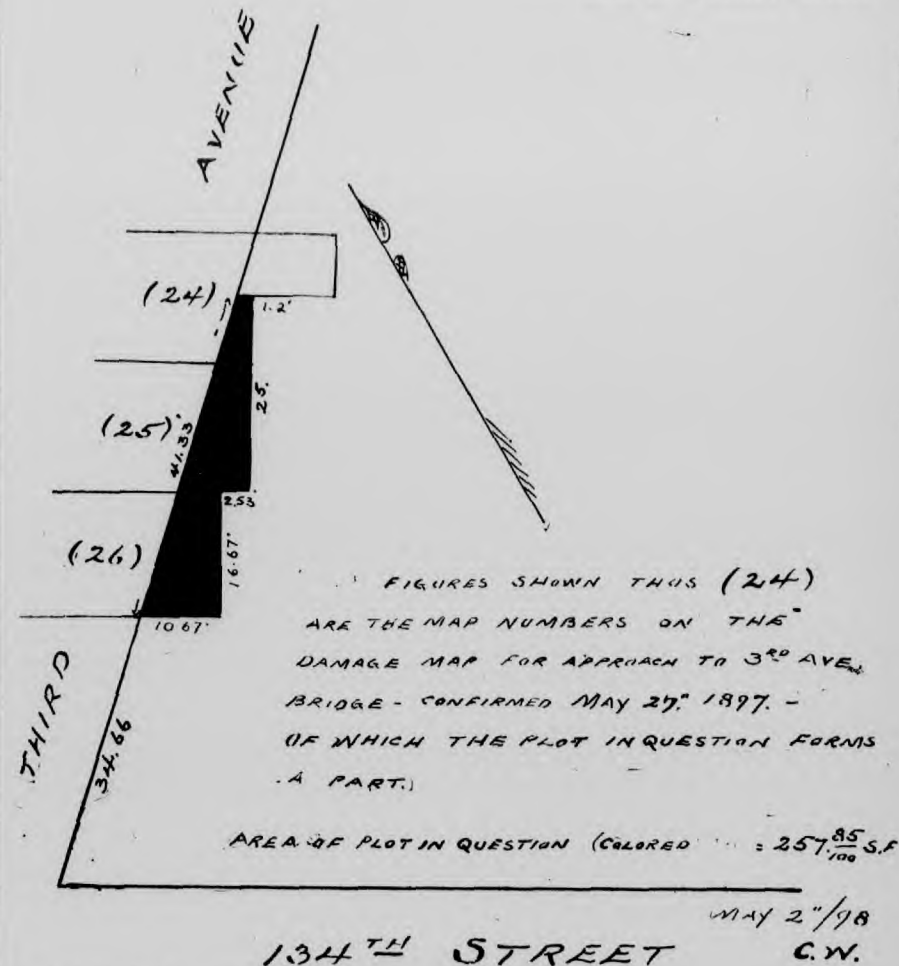 AVENUE
(24)
1.2'
25.
(25)
41.33
2.53
(26)
16.67'
10.67'
FIGURES SHOWN THUS (24)
ARE THE MAP NUMBERS ON THE
DAMAGE MAP FOR APPROACH TO 3RD AVE.
BRIDGE - CONFIRMED MAY 27." 1897. -
OF WHICH THE PLOT IN QUESTION FORMS
A PART.
THIRD
34.66
AREA OF PLOT IN QUESTION (COLORED = 257.85/100 S.F
MAY 2"/98
134TH STREET C.W.